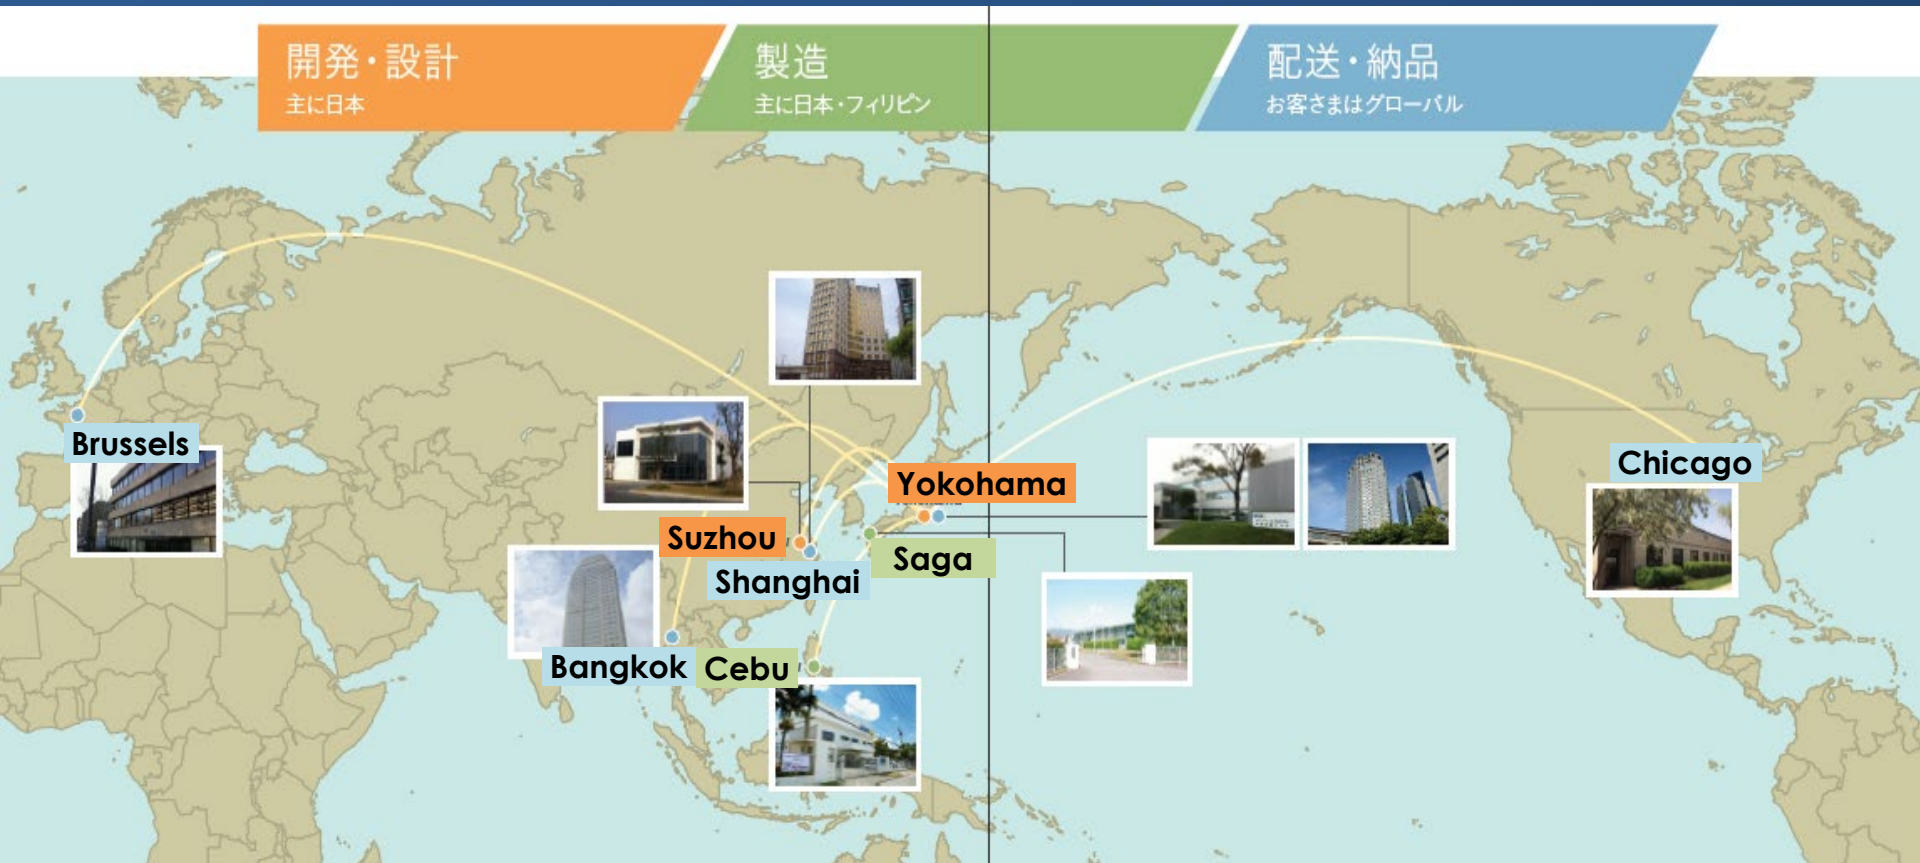 開発・設計
主に日本
製造
主に日本・フィリピン
配送・納品
お客さまはグローバル
Brussels
Yokohama
Chicago
Suzhou
Saga
Shanghai
Bangkok
Cebu